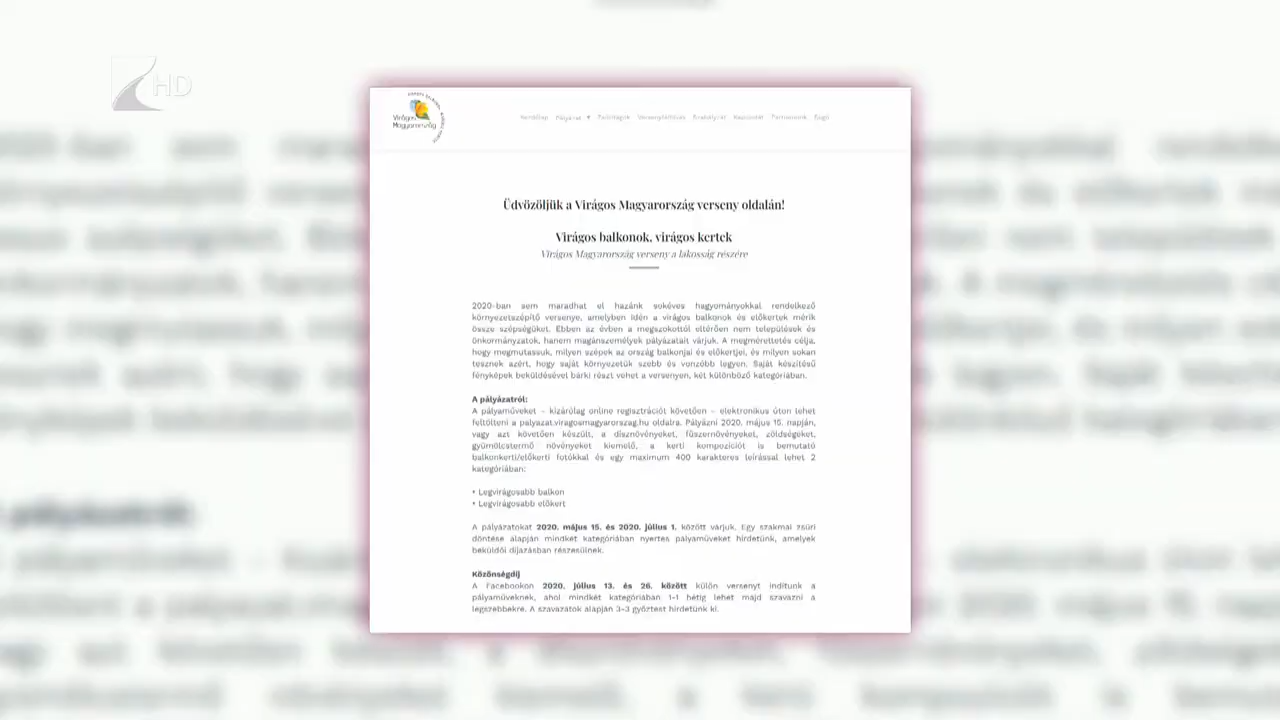 HD
Virágos
Magyarország
Kezdőlap Pályázat Zsűritagok Versenyfelhívás Szabályzat Kapcsolat Partnereink Súgó
Üdvözöljük a Virágos Magyarország verseny oldalán!
Virágos balkonok, virágos kertek
Virágos Magyarország verseny a lakosság részére
2020-ban sem maradhat el hazánk sokéves hagyományokkal rendelkező
környezetszépítő versenye, amelyben idén a virágos balkonok és előkertek mérik
össze szépségüket. Ebben az évben a megszokottól eltérően nem települések és
önkormányzatok, hanem magánszemélyek pályázatait várjuk. A megmérettetés célja,
hogy megmutassuk, milyen szépek az ország balkonjai és előkertjei, és milyen sokan
tesznek azért, hogy saját környezetük szebb és vonzóbb legyen. Saját készítésű
fényképek beküldésével bárki részt vehet a versenyen, két különböző kategóriában.
A pályázatról:
A pályaműveket – kizárólag online regisztrációt követően – elektronikus úton lehet
feltölteni a palyazat.viragosmagyarorszag.hu oldalra. Pályázni 2020. május 15. napján,
vagy azt követően készült, a dísznövényeket, fűszernövényeket, zöldségeket,
gyümölcstermő növényeket kiemelő, a kerti kompozíciót is bemutató
balkonkerti/előkerti fotókkal és egy maximum 400 karakteres leírással lehet 2
kategóriában:
• Legvirágosabb balkon
• Legvirágosabb előkert
A pályázatokat 2020. május 15. és 2020. július 1. között várjuk. Egy szakmai zsűri
döntése alapján mindkét kategóriában nyertes pályaműveket hirdetünk, amelyek
beküldői díjazásban részesülnek.
Közönségdíj
A Facebookon 2020. július 13. és 26. között külön versenyt indítunk a
pályaműveknek, ahol mindkét kategóriában 1-1 hétig lehet majd szavazni a
legszebbekre. A szavazatok alapján 3-3 győztest hirdetünk ki.